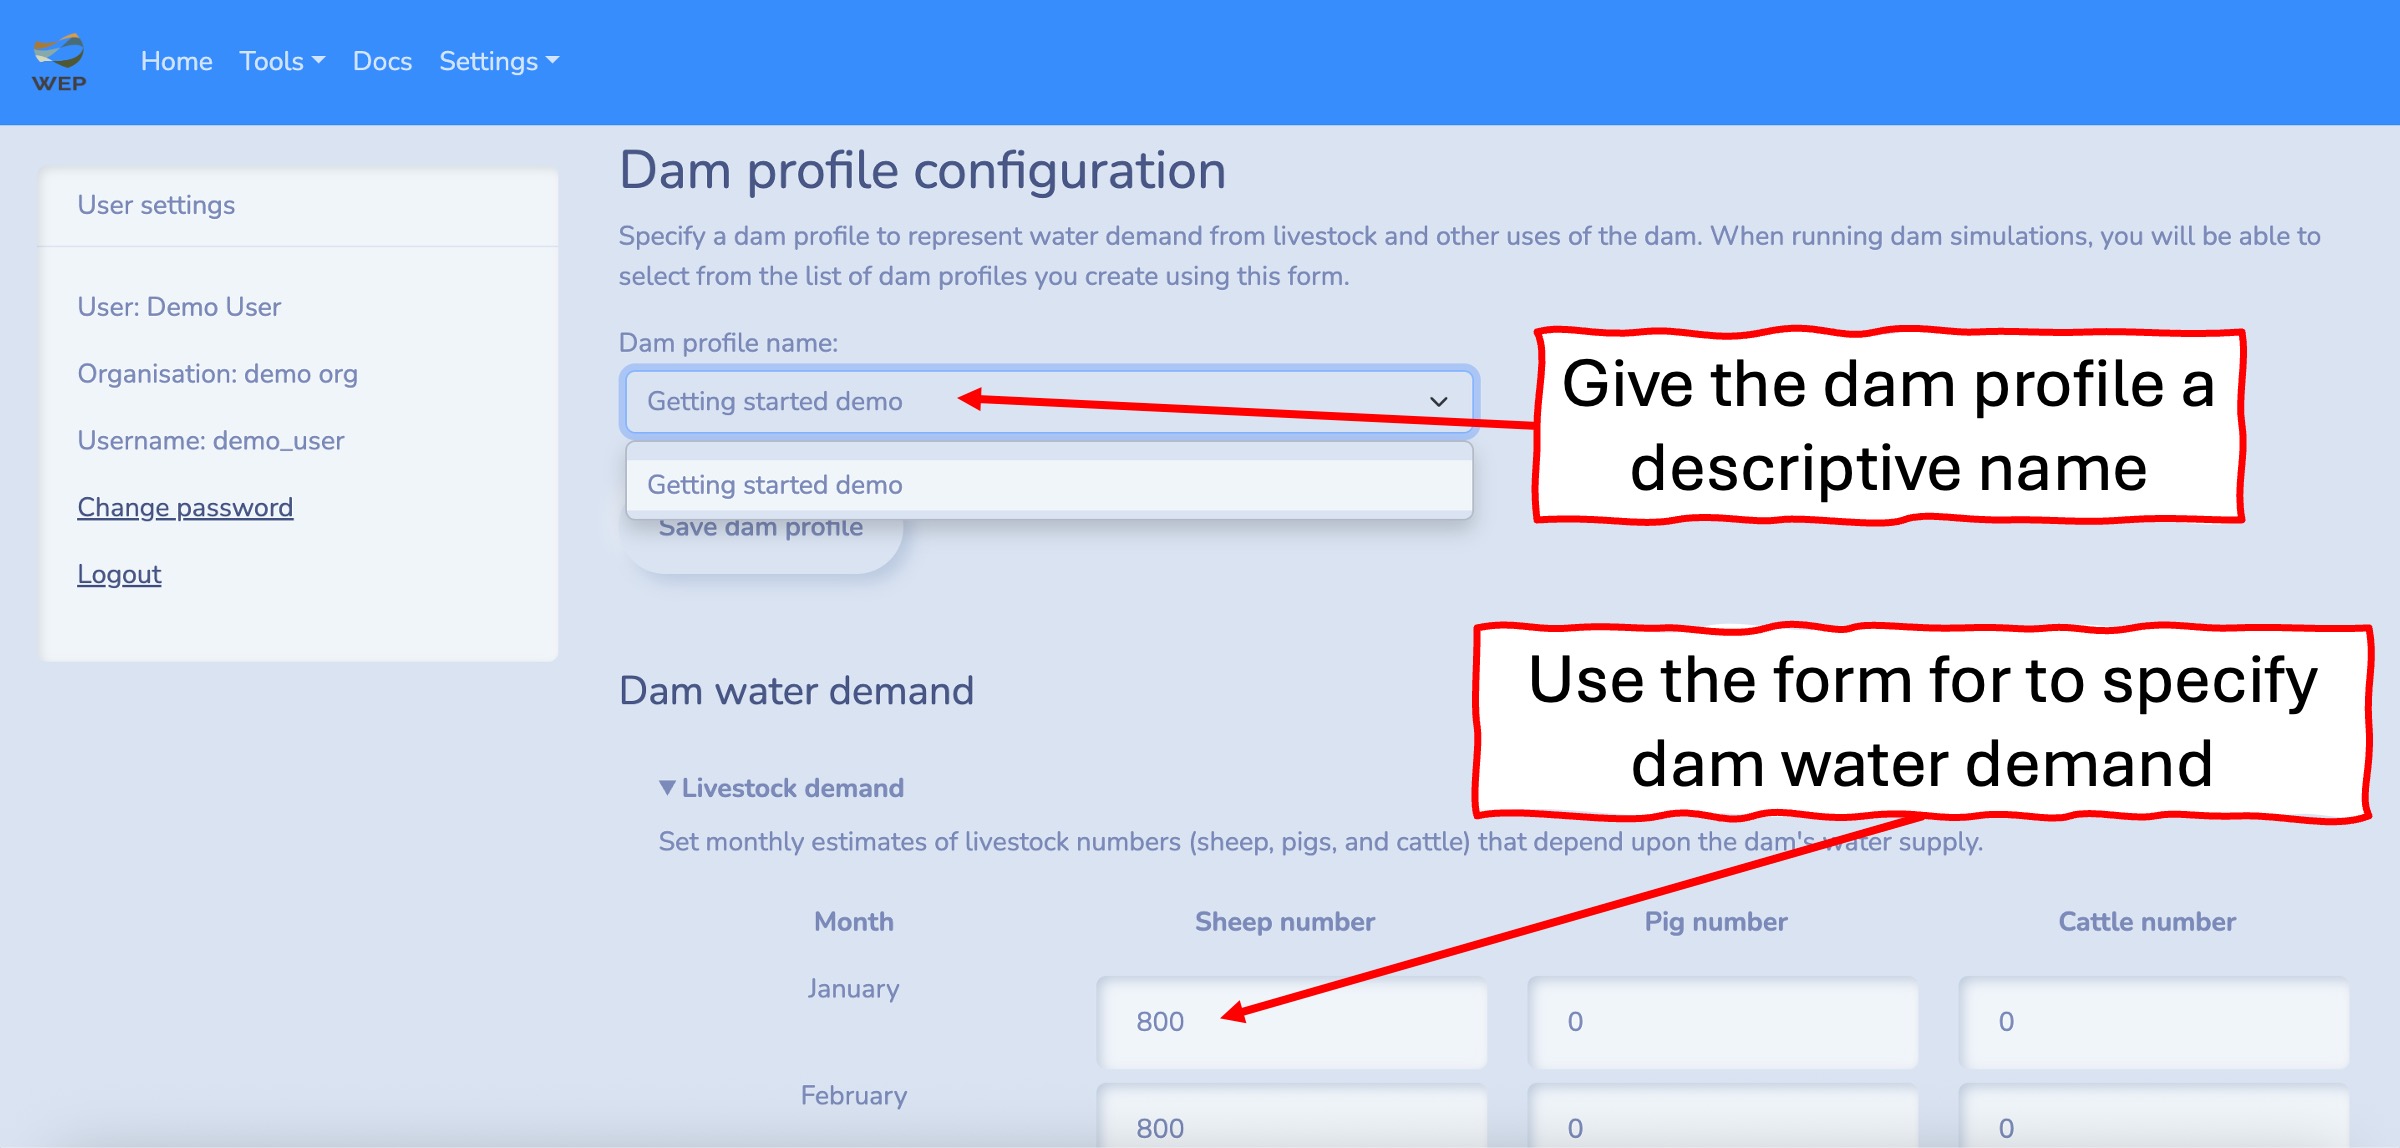 WEP
Home Tools Docs Settings
User settings
User: Demo User
Organisation: demo org
Username: demo_user
Change password
Logout
Dam profile configuration
Specify a dam profile to represent water demand from livestock and other uses of the dam. When running dam simulations, you will be able to
select from the list of dam profiles you create using this form.
Dam profile name:
Getting started demo
Getting started demo
Save dam profile
Give the dam profile a
descriptive name
Dam water demand
Use the form for to specify
dam water demand
Livestock demand
Set monthly estimates of livestock numbers (sheep, pigs, and cattle) that depend upon the dam's water supply.
Month Sheep number Pig number Cattle number
January 800 0 0
February 800 0 0